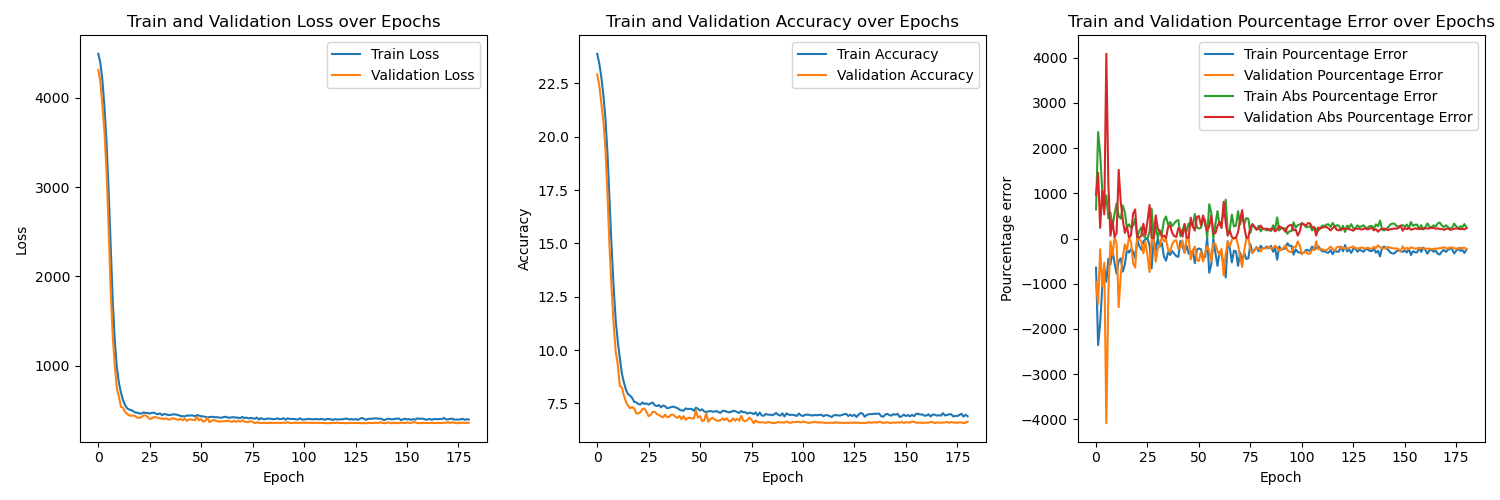 Train and Validation Loss over Epochs
Train Loss
Validation Loss
4000
3000
2000
1000
Loss
0 25 50 75 100 125 150 175
Epoch
Train and Validation Accuracy over Epochs
Train Accuracy
Validation Accuracy
22.5
20.0
17.5
15.0
12.5
10.0
7.5
Accuracy
0 25 50 75 100 125 150 175
Epoch
Train and Validation Pourcentage Error over Epochs
Train Pourcentage Error
Validation Pourcentage Error
Train Abs Pourcentage Error
Validation Abs Pourcentage Error
4000
3000
2000
1000
0
−1000
−2000
−3000
−4000
Pourcentage error
0 25 50 75 100 125 150 175
Epoch